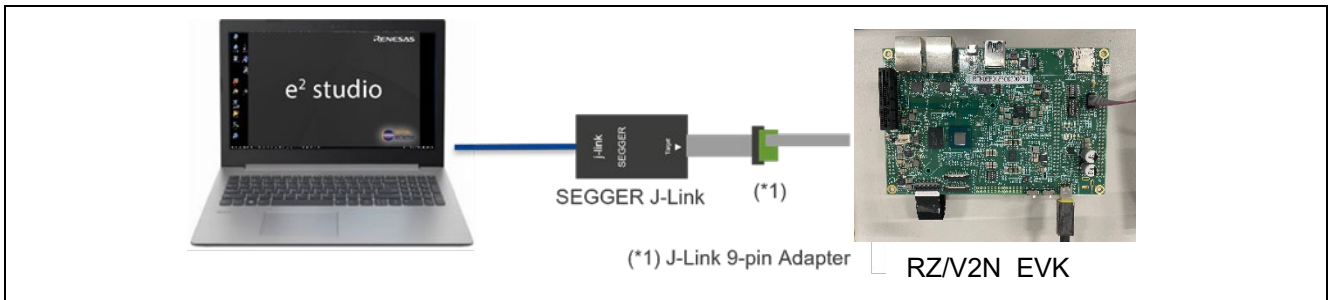 RENESAS
e² studio
j-link
SEGGER
Target
SEGGER J-Link
(*1)
(*1) J-Link 9-pin Adapter
RZ/V2N EVK